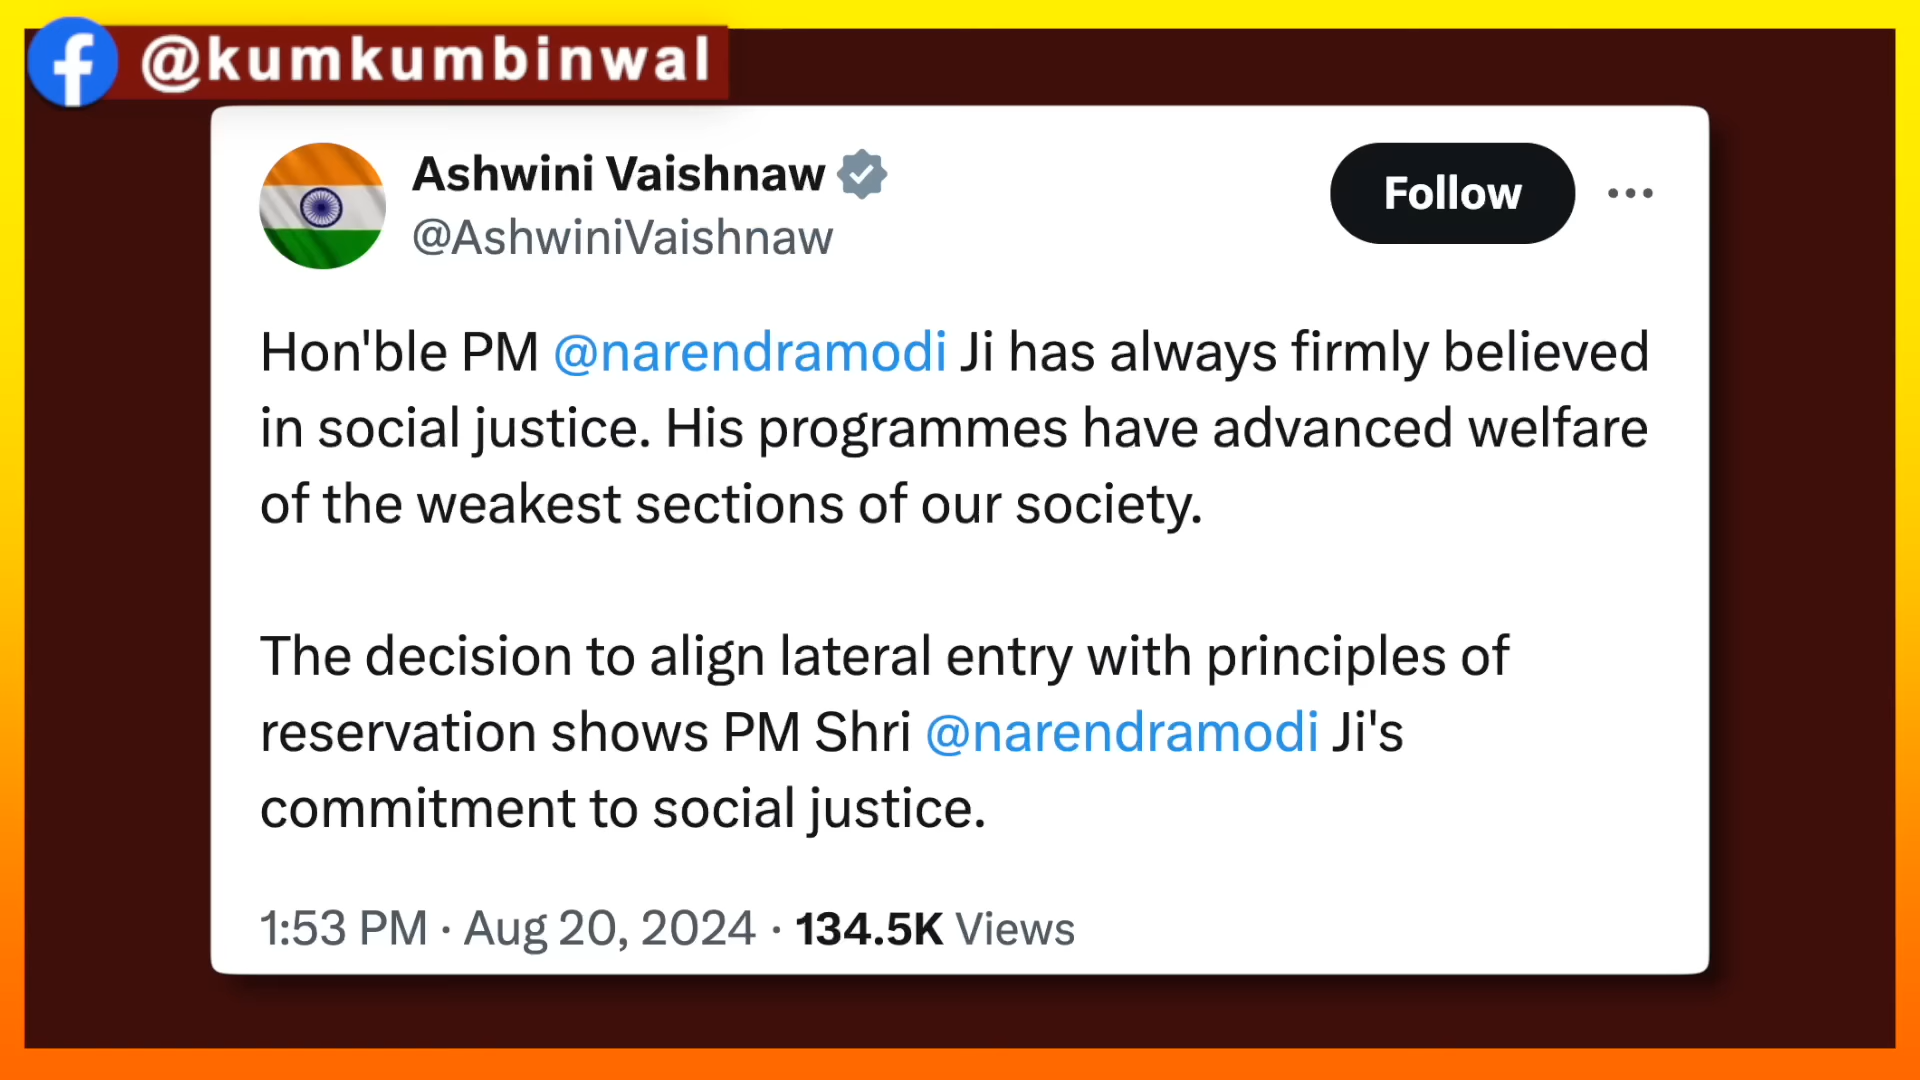 @kumkumbinwal
Ashwini Vaishnaw
@AshwiniVaishnaw
Follow
Hon'ble PM @narendramodi Ji has always firmly believed
in social justice. His programmes have advanced welfare
of the weakest sections of our society.
The decision to align lateral entry with principles of
reservation shows PM Shri @narendramodi Ji's
commitment to social justice.
1:53 PM · Aug 20, 2024 · 134.5K Views